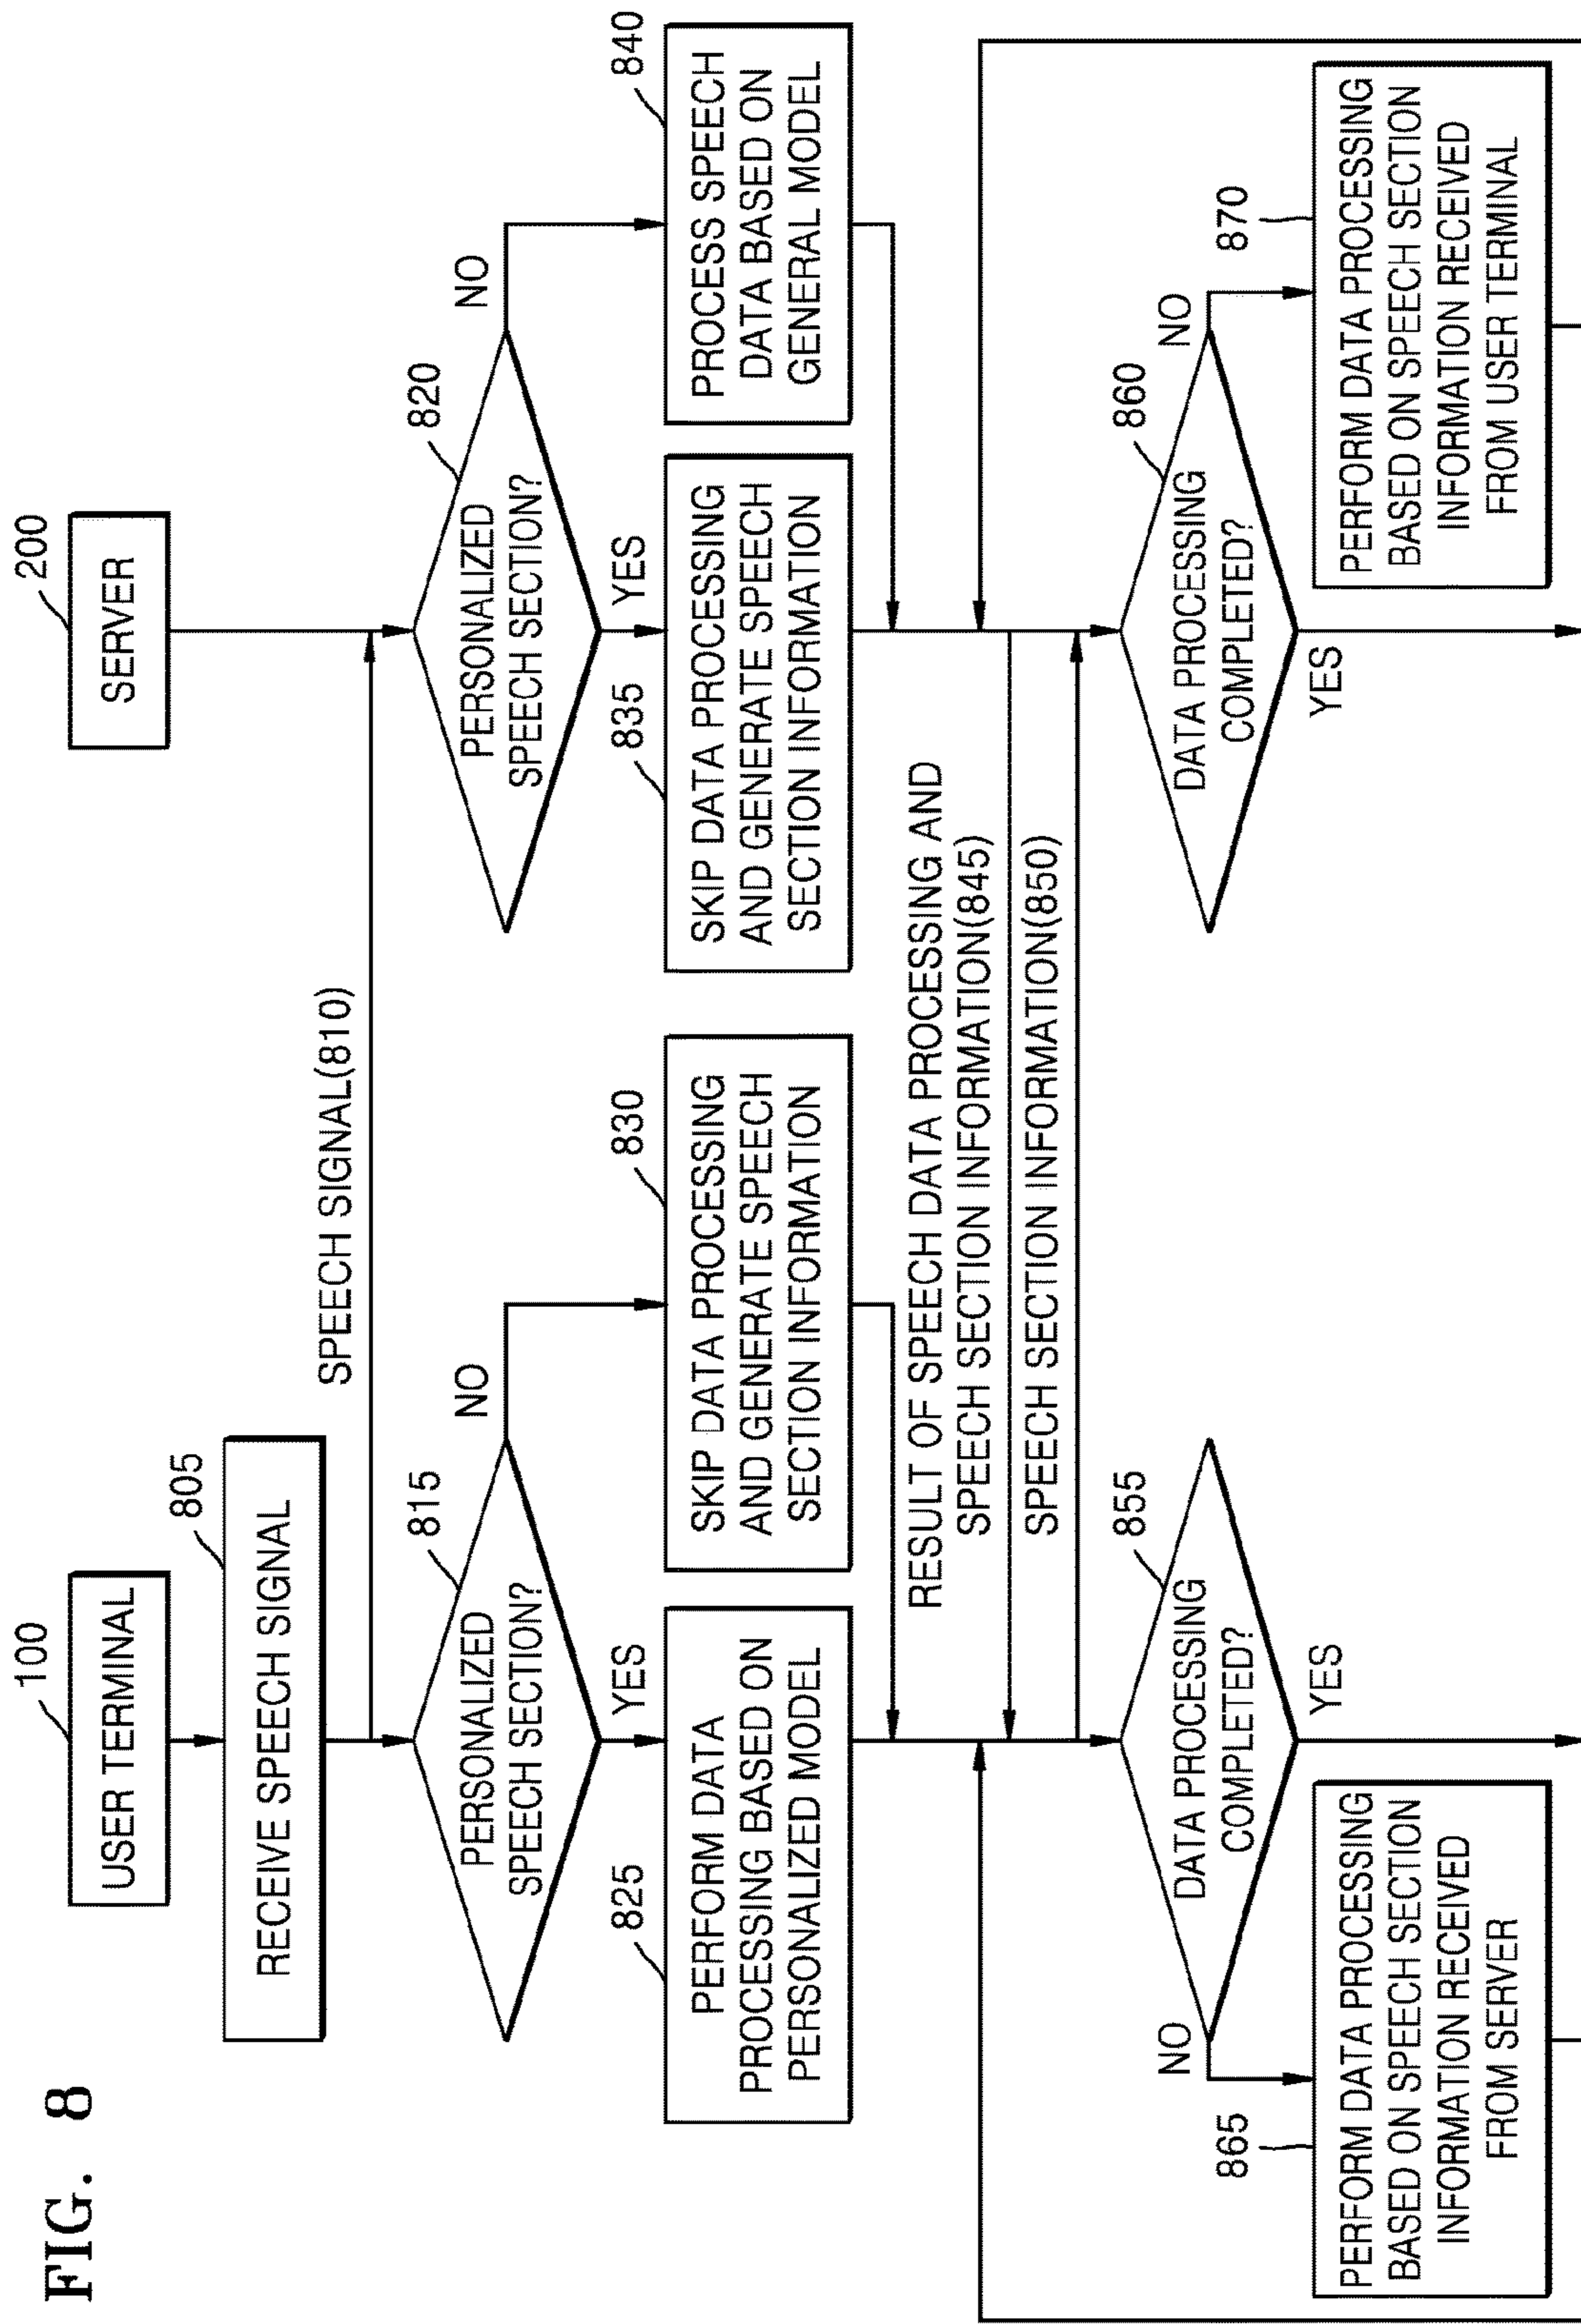 FIG. 8
100
USER TERMINAL
200
SERVER
805
RECEIVE SPEECH SIGNAL
SPEECH SIGNAL(810)
815
PERSONALIZED
SPEECH SECTION?
NO
YES
820
PERSONALIZED
SPEECH SECTION?
NO
YES
825
PERFORM DATA
PROCESSING BASED ON
PERSONALIZED MODEL
830
SKIP DATA PROCESSING
AND GENERATE SPEECH
SECTION INFORMATION
835
SKIP DATA PROCESSING
AND GENERATE SPEECH
SECTION INFORMATION
840
PROCESS SPEECH
DATA BASED ON
GENERAL MODEL
RESULT OF SPEECH DATA PROCESSING AND
SPEECH SECTION INFORMATION(845)
SPEECH SECTION INFORMATION(850)
855
DATA PROCESSING
COMPLETED?
NO
YES
860
DATA PROCESSING
COMPLETED?
NO
YES
865
PERFORM DATA PROCESSING
BASED ON SPEECH SECTION
INFORMATION RECEIVED
FROM SERVER
870
PERFORM DATA PROCESSING
BASED ON SPEECH SECTION
INFORMATION RECEIVED
FROM USER TERMINAL